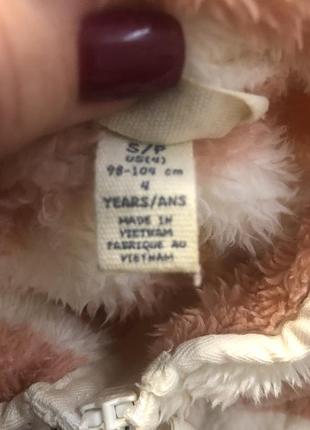 S/P
US(4)
98-104 cm
4
YEARS/ANS
MADE IN
VIETNAM
FABRIQUE AU
VIETNAM